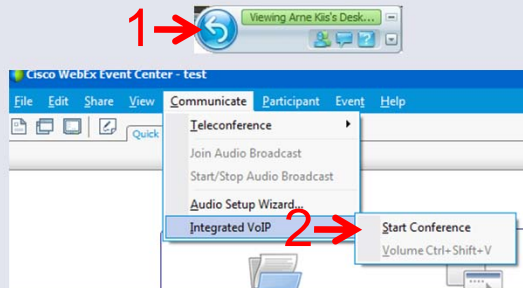 1
Viewing Arne Kiis's Desk...
Cisco WebEx Event Center - test
File Edit Share View Communicate Participant Event Help
Quick
Teleconference
Join Audio Broadcast
Start/Stop Audio Broadcast
Audio Setup Wizard...
Integrated VoIP
2
Start Conference
Volume Ctrl+Shift+V